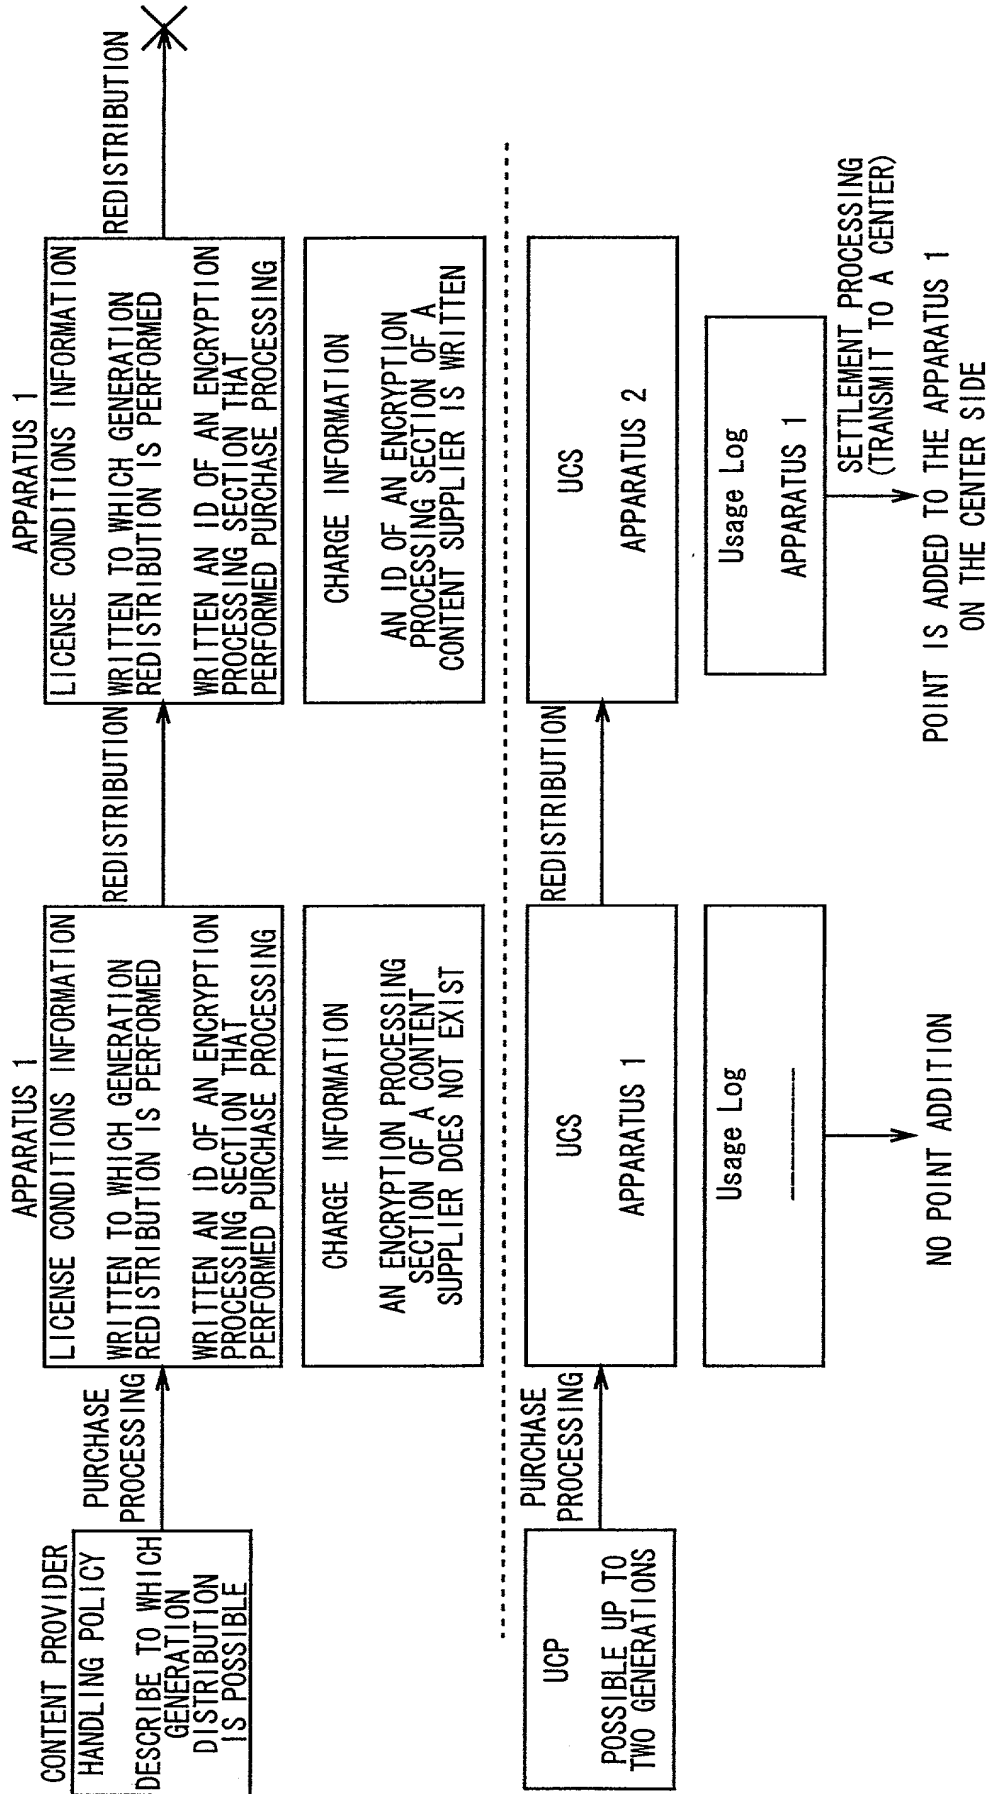 CONTENT PROVIDER
HANDLING POLICY
DESCRIBE TO WHICH
GENERATION
DISTRIBUTION
IS POSSIBLE
PURCHASE
PROCESSING
APPARATUS 1
LICENSE CONDITIONS INFORMATION
WRITTEN TO WHICH GENERATION
REDISTRIBUTION IS PERFORMED
WRITTEN AN ID OF AN ENCRYPTION
PROCESSING SECTION THAT
PERFORMED PURCHASE PROCESSING
CHARGE INFORMATION
AN ENCRYPTION PROCESSING
SECTION OF A CONTENT
SUPPLIER DOES NOT EXIST
REDISTRIBUTION
APPARATUS 1
LICENSE CONDITIONS INFORMATION
WRITTEN TO WHICH GENERATION
REDISTRIBUTION IS PERFORMED
WRITTEN AN ID OF AN ENCRYPTION
PROCESSING SECTION THAT
PERFORMED PURCHASE PROCESSING
CHARGE INFORMATION
AN ID OF AN ENCRYPTION
PROCESSING SECTION OF A
CONTENT SUPPLIER IS WRITTEN
REDISTRIBUTION
UCP
POSSIBLE UP TO
TWO GENERATIONS
PURCHASE
PROCESSING
UCS
APPARATUS 1
Usage Log
NO POINT ADDITION
REDISTRIBUTION
UCS
APPARATUS 2
Usage Log
APPARATUS 1
SETTLEMENT PROCESSING
(TRANSMIT TO A CENTER)
POINT IS ADDED TO THE APPARATUS 1
ON THE CENTER SIDE